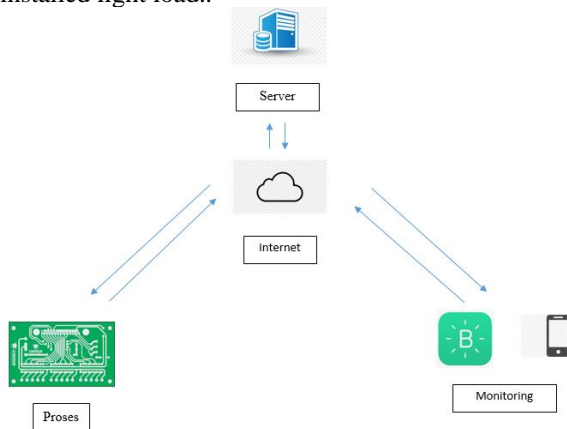 installed light load..
Server
Internet
B
Proses
Monitoring